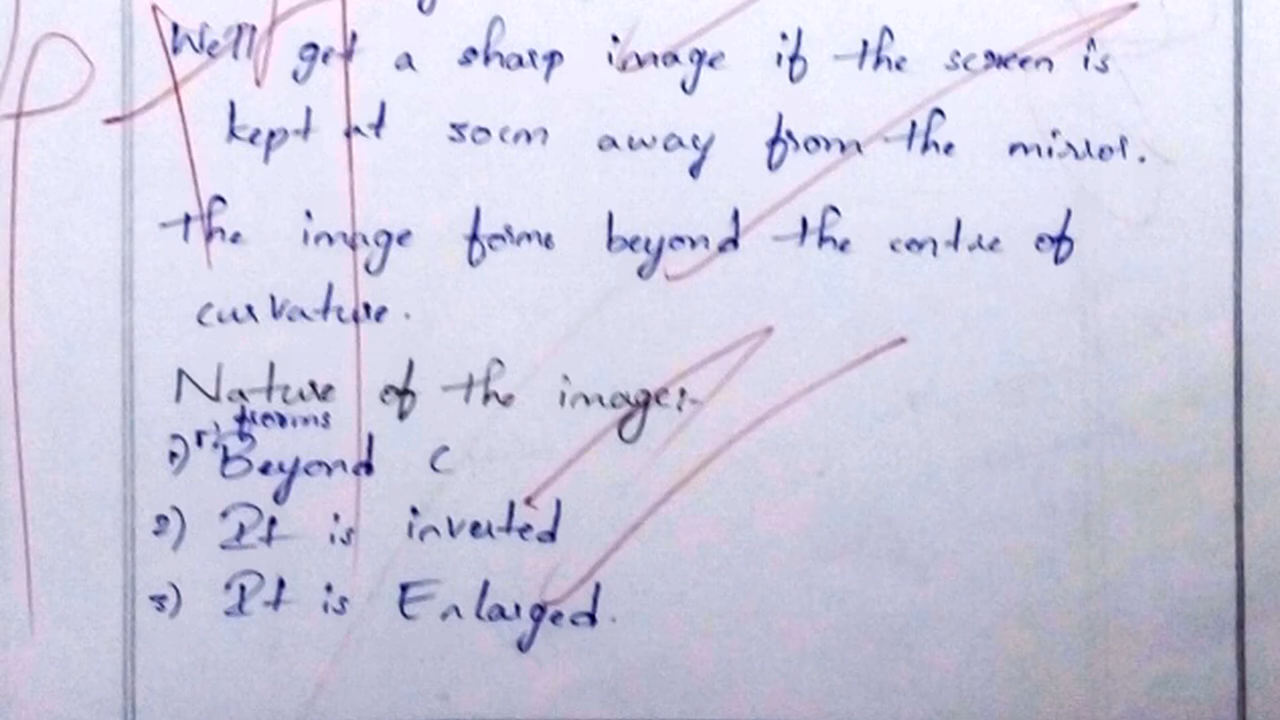 We'll get a sharp image if the screen is
kept at 50cm away from the mirror.
The image forms beyond the centre of
curvature.
Nature of the image:-
forms
1) Beyond C
2) It is inverted
3) It is Enlarged.